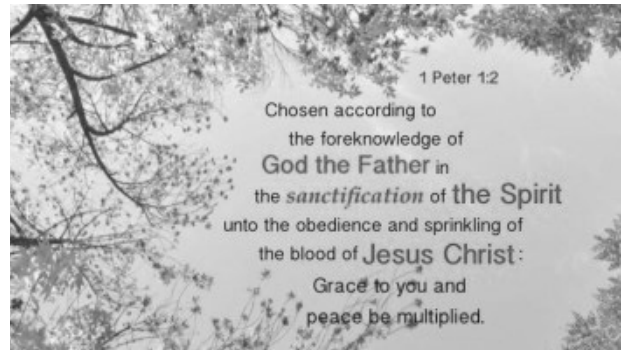 1 Peter 1:2
Chosen according to
the foreknowledge of
God the Father in
the sanctification of the Spirit
unto the obedience and sprinkling of
the blood of Jesus Christ:
Grace to you and
peace be multiplied.